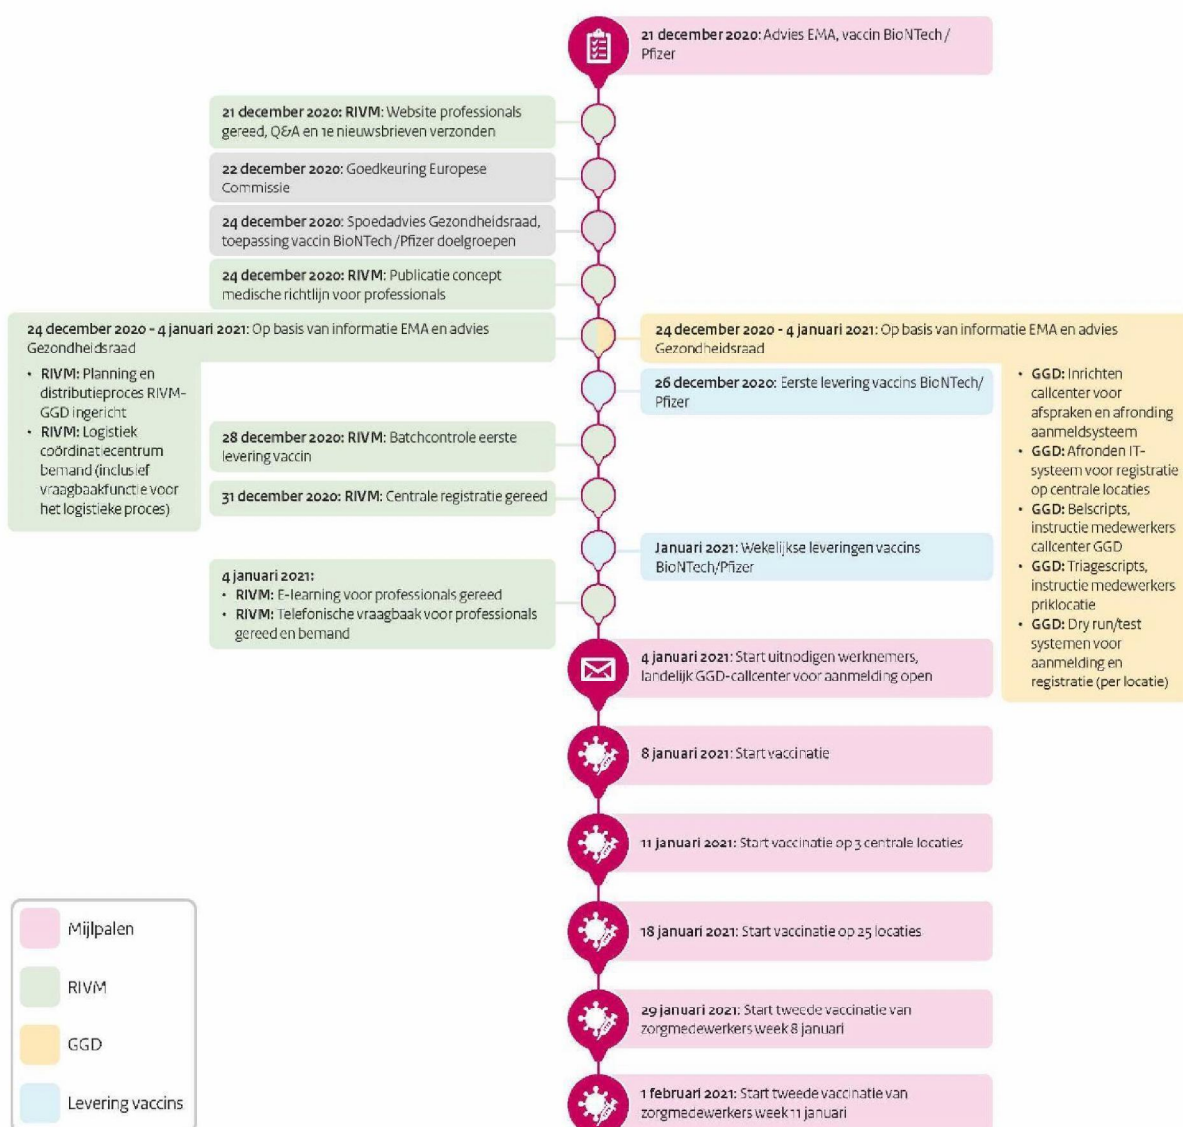 21 december 2020: Advies EMA, vaccin BioNTech /
Pfizer
21 december 2020: RIVM: Website professionals
gereed, Q&A en 1e nieuwsbrieven verzonden
22 december 2020: Goedkeuring Europese
Commissie
24 december 2020: Spoedadvies Gezondheidsraad,
toepassing vaccin BioNTech /Pfizer doelgroepen
24 december 2020: RIVM: Publicatie concept
medische richtlijn voor professionals
24 december 2020 - 4 januari 2021: Op basis van informatie EMA en advies
Gezondheidsraad
• RIVM: Planning en
distributieproces RIVM-
GGD ingericht
• RIVM: Logistiek
coördinatiecentrum
bemand (inclusief
vraagbaakfunctie voor
het logistieke proces)
24 december 2020 - 4 januari 2021: Op basis van informatie EMA en advies
Gezondheidsraad
• GGD: Inrichten
callcenter voor
afspraken en afronding
aanmeldsysteem
• GGD: Afronden IT-
systeem voor registratie
op centrale locaties
• GGD: Belscripts,
instructie medewerkers
callcenter GGD
• GGD: Triagescripts,
instructie medewerkers
priklocatie
• GGD: Dry run/test
systemen voor
aanmelding en
registratie (per locatie)
26 december 2020: Eerste levering vaccins BioNTech/
Pfizer
28 december 2020: RIVM: Batchcontrole eerste
levering vaccin
31 december 2020: RIVM: Centrale registratie gereed
Januari 2021: Wekelijkse leveringen vaccins
BioNTech/Pfizer
4 januari 2021:
• RIVM: E-learning voor professionals gereed
• RIVM: Telefonische vraagbaak voor professionals
gereed en bemand
4 januari 2021: Start uitnodigen werknemers,
landelijk GGD-callcenter voor aanmelding open
8 januari 2021: Start vaccinatie
11 januari 2021: Start vaccinatie op 3 centrale locaties
18 januari 2021: Start vaccinatie op 25 locaties
29 januari 2021: Start tweede vaccinatie van
zorgmedewerkers week 8 januari
1 februari 2021: Start tweede vaccinatie van
zorgmedewerkers week 11 januari
Mijlpalen
RIVM
GGD
Levering vaccins